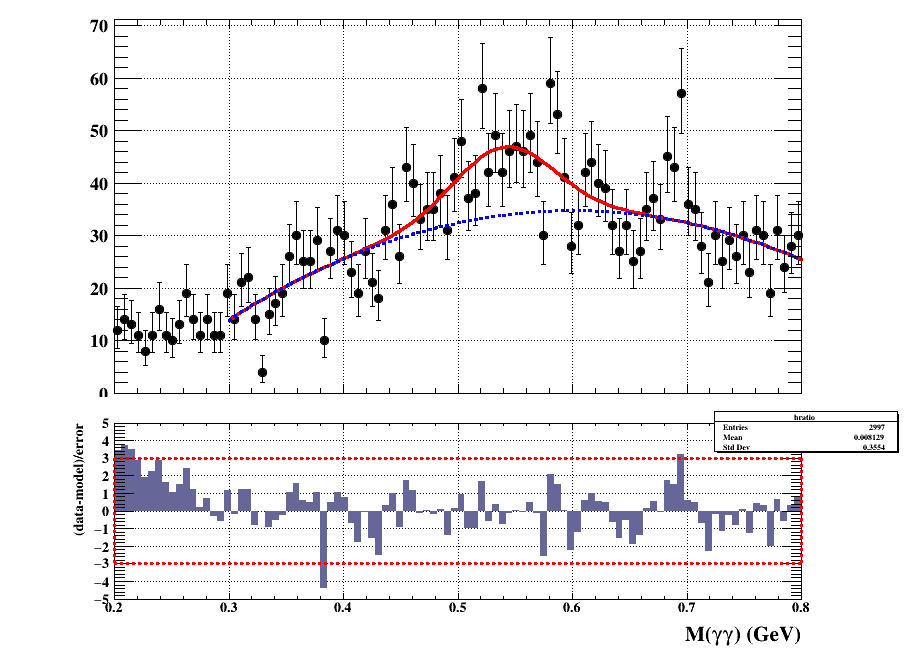 70
60
50
40
30
20
10
0
hratio
Entries 2997
Mean 0.008129
Std Dev 0.3554
(data-model)/error
5
4
3
2
1
0
−1
−2
−3
−4
−5
0.2 0.3 0.4 0.5 0.6 0.7 0.8
M(γγ) (GeV)